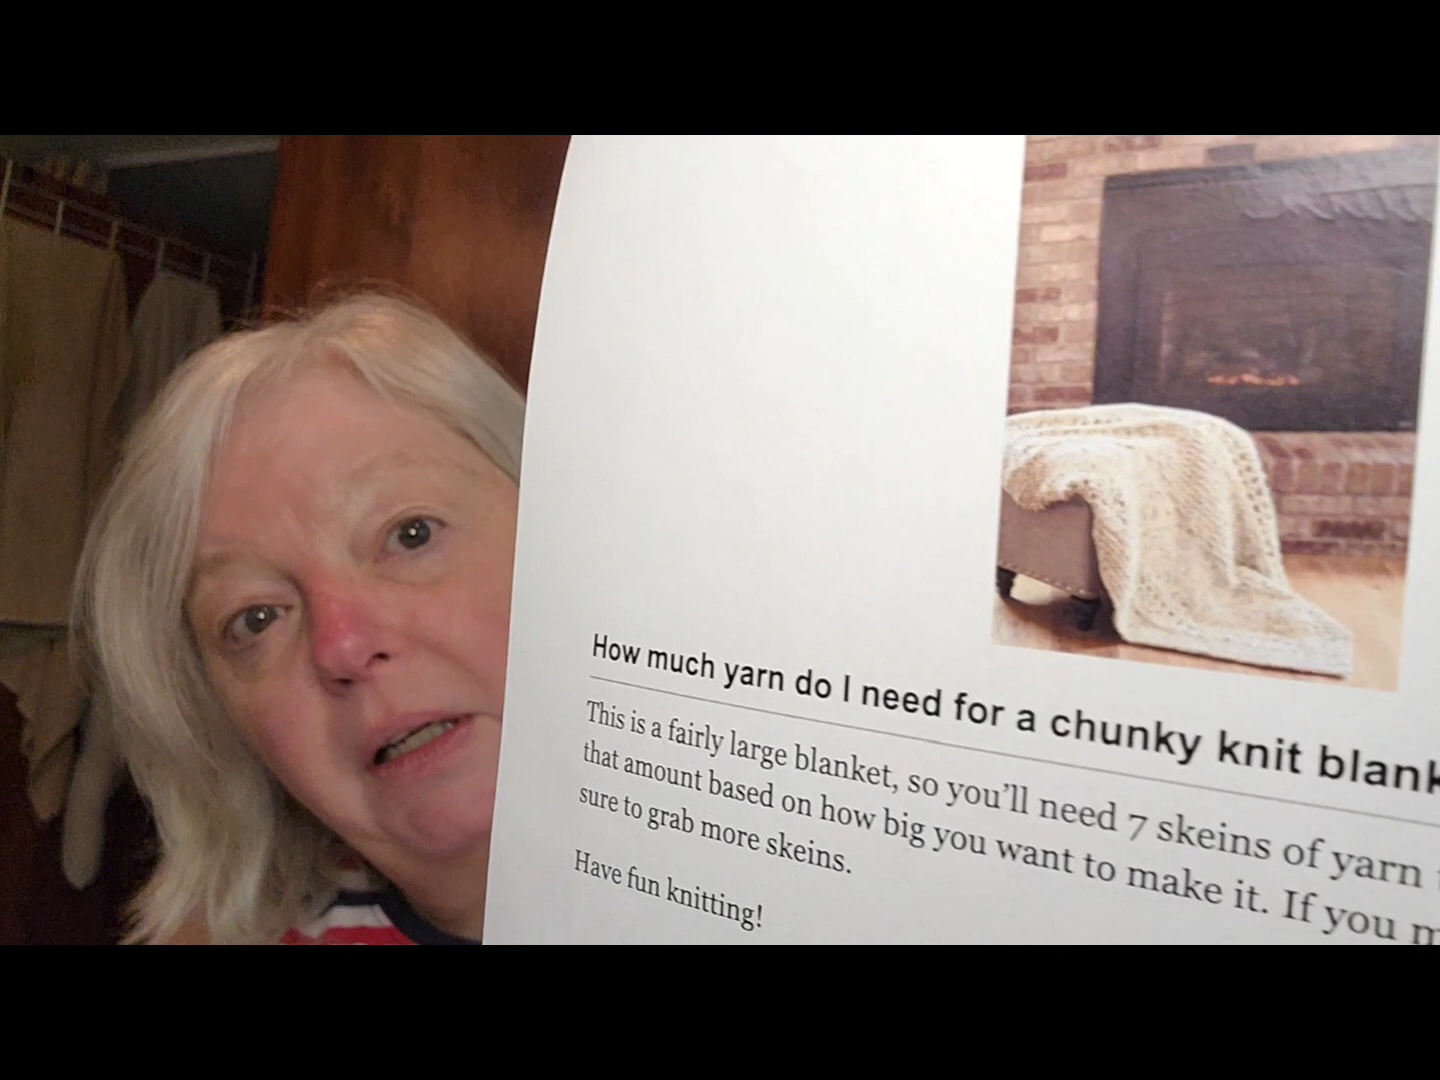 How much yarn do I need for a chunky knit
This is a fairly large blanket, so you'll need 7 skeins of yarn
that amount based on how big you want to make it. If you
sure to grab more skeins.
Have fun knitting!